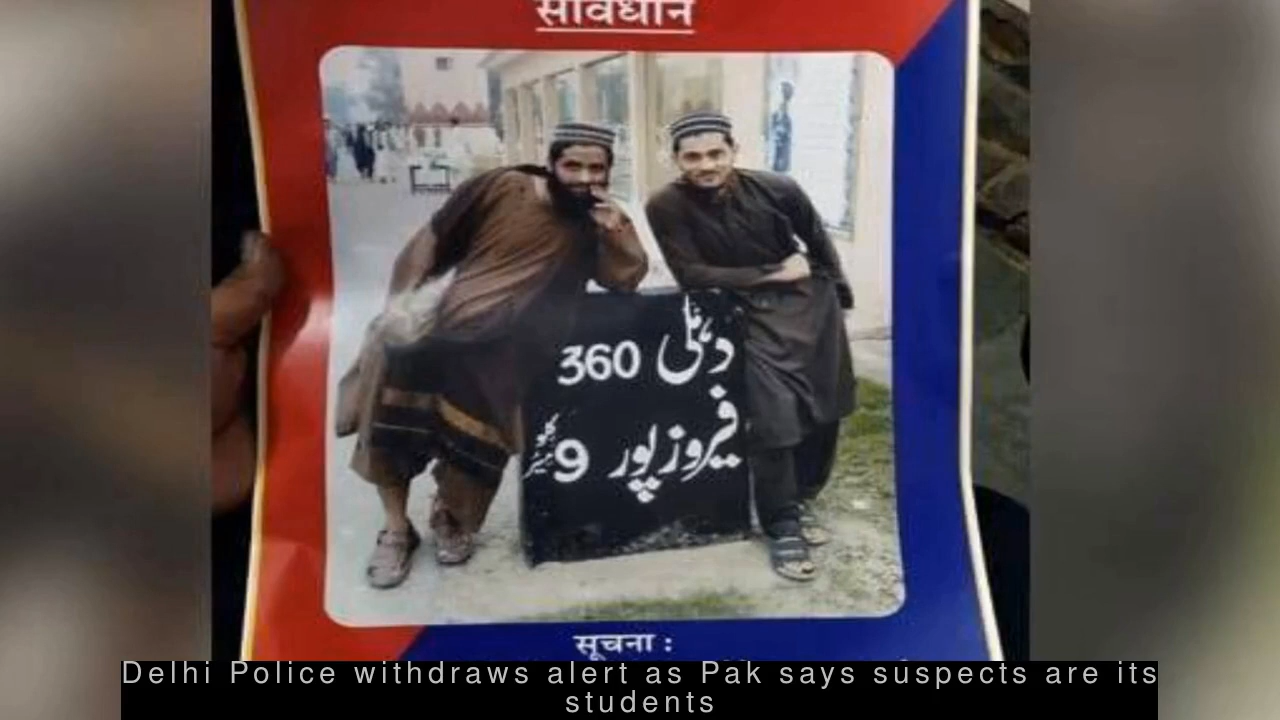 सावधान
دہلی 360
فیروزپور 9 کلو میٹر
सूचना :
Delhi Police withdraws alert as Pak says suspects are its
students